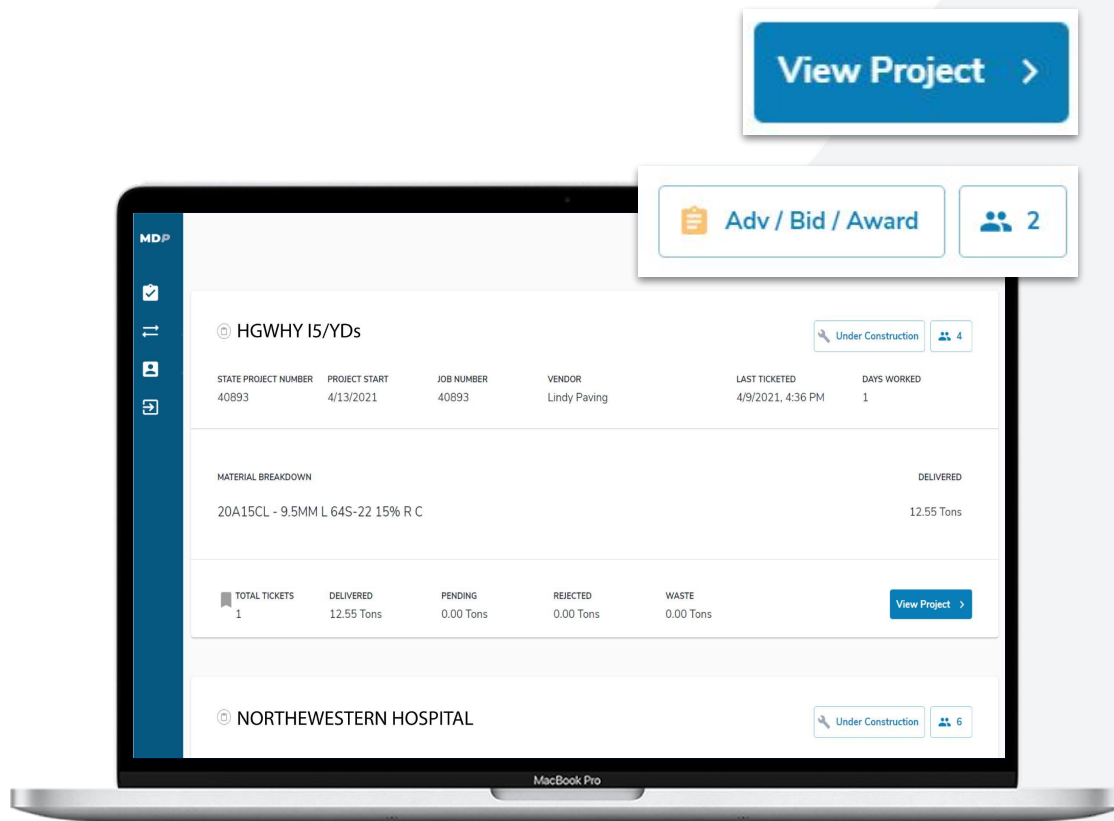 View Project
Adv / Bid / Award 2
MDP
HGWHY I5/YDs
Under Construction 4
STATE PROJECT NUMBER PROJECT START JOB NUMBER VENDOR LAST TICKETED DAYS WORKED
40893 4/13/2021 40893 Lindy Paving 4/9/2021, 4:36 PM 1
MATERIAL BREAKDOWN DELIVERED
20A15CL - 9.5MM L 64S-22 15% R C 12.55 Tons
TOTAL TICKETS DELIVERED PENDING REJECTED WASTE
1 12.55 Tons 0.00 Tons 0.00 Tons 0.00 Tons
View Project
NORTHEWESTERN HOSPITAL
Under Construction 6
MacBook Pro